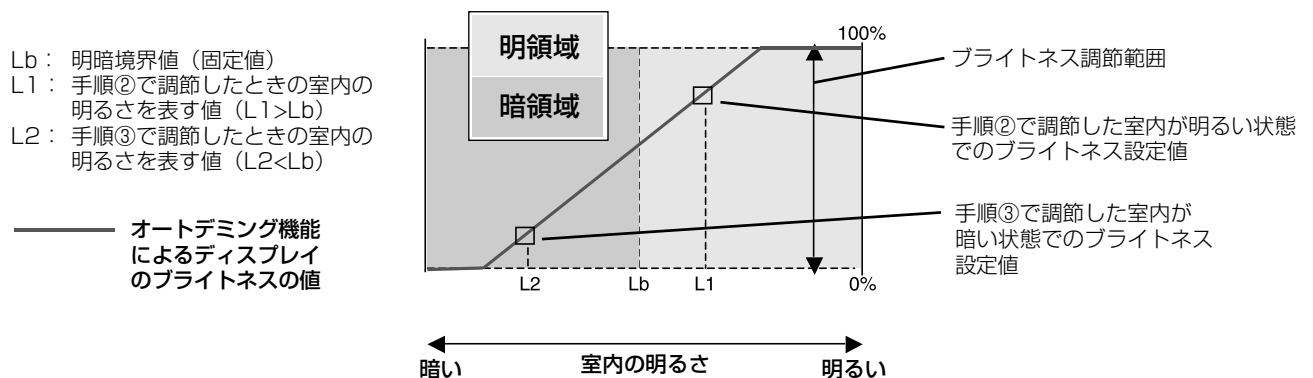 Lb： 明暗境界値（固定値）
L1： 手順②で調節したときの室内の
明るさを表す値（L1>Lb）
L2： 手順③で調節したときの室内の
明るさを表す値（L2<Lb）
オートデミング機能
によるディスプレイ
のブライトネスの値
明領域
暗領域
100%
0%
L2
Lb
L1
ブライトネス調節範囲
手順②で調節した室内が明るい状態
でのブライトネス設定値
手順③で調節した室内が
暗い状態でのブライトネス
設定値
暗い
室内の明るさ
明るい